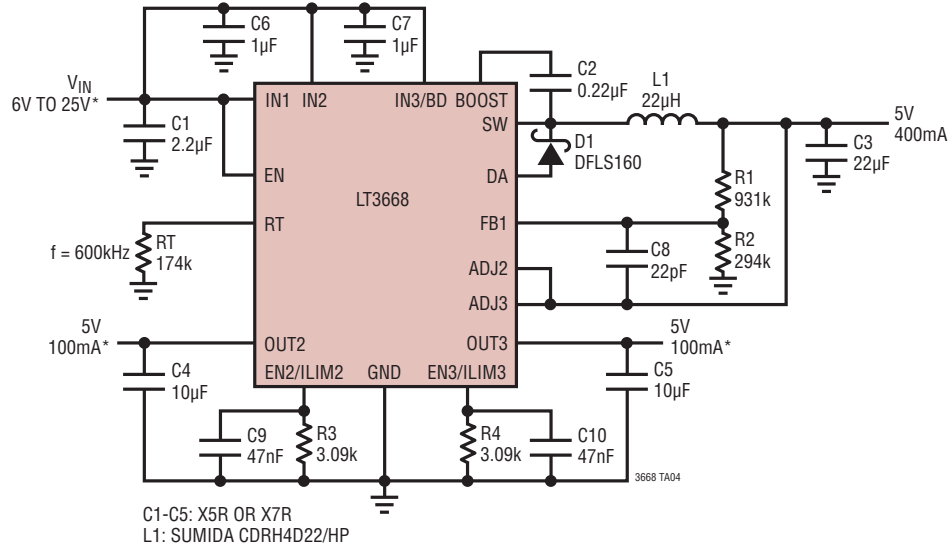 C6
1µF
C7
1µF
VIN
6V TO 25V*
C1
2.2µF
IN1
IN2
IN3/BD
BOOST
SW
EN
DA
LT3668
RT
FB1
ADJ2
ADJ3
OUT2
OUT3
EN2/ILIM2
GND
EN3/ILIM3
C2
0.22µF
L1
22µH
D1
DFLS160
5V
400mA
C3
22µF
R1
931k
R2
294k
C8
22pF
f = 600kHz
RT
174k
5V
100mA*
C4
10µF
5V
100mA*
C5
10µF
C9
47nF
R3
3.09k
R4
3.09k
C10
47nF
3668 TA04
C1-C5: X5R OR X7R
L1: SUMIDA CDRH4D22/HP